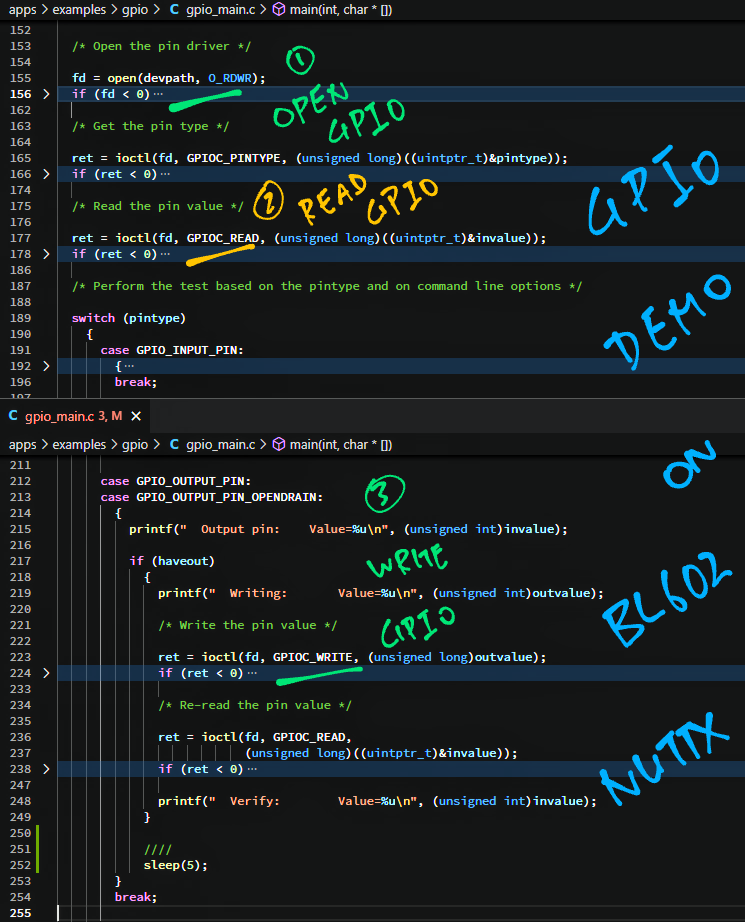 apps > examples > gpio > C gpio_main.c > main(int, char * [])
152
153 /* Open the pin driver */
154
155 fd = open(devpath, O_RDWR);
156 > if (fd < 0)···
162
163 /* Get the pin type */
164
165 ret = ioctl(fd, GPIOC_PINTYPE, (unsigned long)((uintptr_t)&pintype));
166 > if (ret < 0)···
174
175 /* Read the pin value */
176
177 ret = ioctl(fd, GPIOC_READ, (unsigned long)((uintptr_t)&invalue));
178 > if (ret < 0)···
186
187 /* Perform the test based on the pintype and on command line options */
188
189 switch (pintype)
190 {
191 case GPIO_INPUT_PIN:
192 > {···
196 break;
197
1
OPEN
GPIO
2 READ
GPIO
GPIO
DEMO
C gpio_main.c 3, M ×
apps > examples > gpio > C gpio_main.c > main(int, char * [])
211
212 case GPIO_OUTPUT_PIN:
213 case GPIO_OUTPUT_PIN_OPENDRAIN:
214 {
215 printf("  Output pin:    Value=%u\n", (unsigned int)invalue);
216
217 if (haveout)
218 {
219 printf("  Writing:       Value=%u\n", (unsigned int)outvalue);
220
221 /* Write the pin value */
222
223 ret = ioctl(fd, GPIOC_WRITE, (unsigned long)outvalue);
224 > if (ret < 0)···
233
234 /* Re-read the pin value */
235
236 ret = ioctl(fd, GPIOC_READ,
237 (unsigned long)((uintptr_t)&invalue));
238 > if (ret < 0)···
247
248 printf("  Verify:        Value=%u\n", (unsigned int)invalue);
249 }
250
251 ////
252 sleep(5);
253 }
254 break;
255
3
WRITE
GPIO
ON
BL602
NUTTX